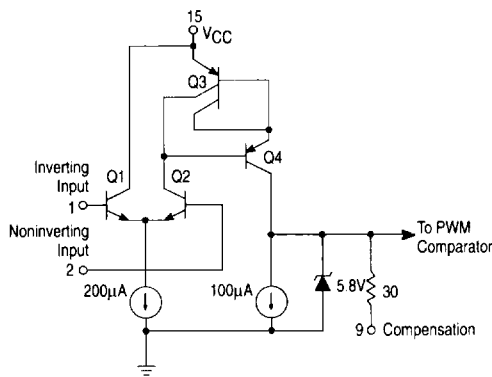 15
VCC
Q3
Q4
Inverting
Input
1
Q1
Q2
Noninverting
Input
2
To PWM
Comparator
200µA
100µA
5.8V
30
9
Compensation